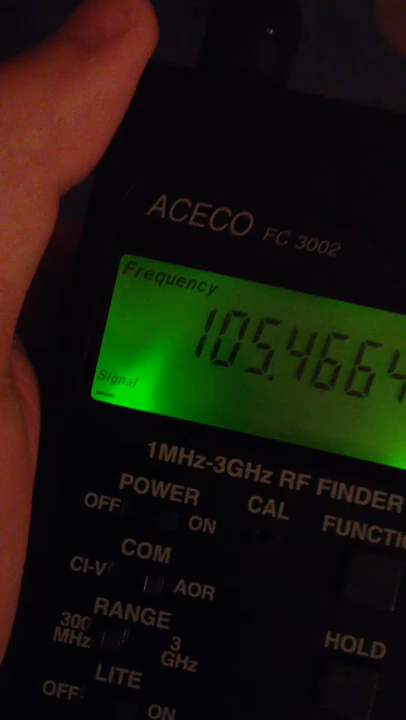 ACECO FC 3002
Frequency
105.4664
Signal
1MHz-3GHz RF FINDER
POWER
OFF
ON
CAL
FUNCTI
COM
CI-V
AOR
RANGE
300
MHz
3
GHz
HOLD
LITE
OFF
ON